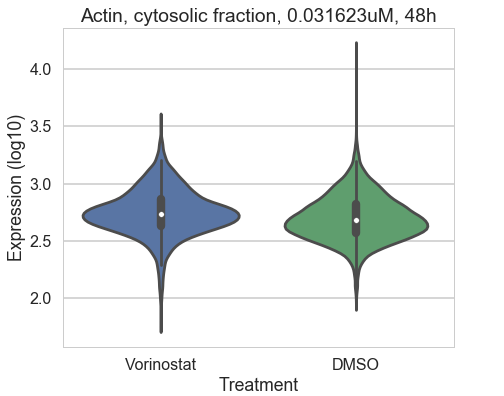 Actin, cytosolic fraction, 0.031623uM, 48h
Expression (log10)
4.0
3.5
3.0
2.5
2.0
Vorinostat DMSO
Treatment